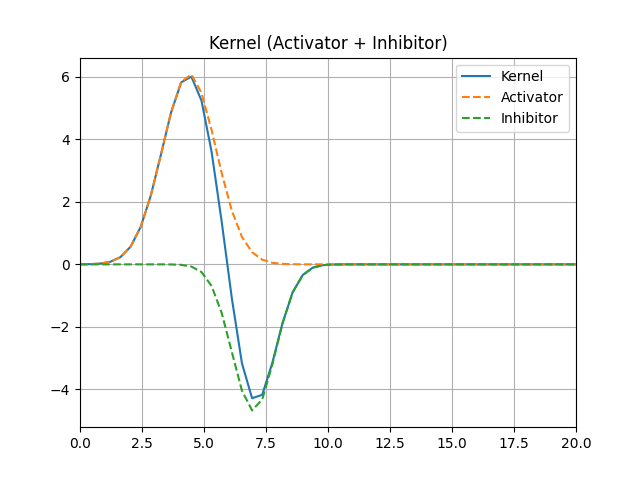 Kernel (Activator + Inhibitor)
Kernel
Activator
Inhibitor
6
4
2
0
−2
−4
0.0 2.5 5.0 7.5 10.0 12.5 15.0 17.5 20.0